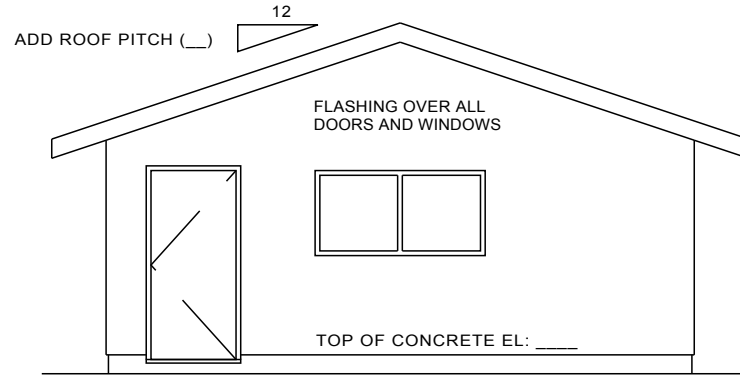 12
ADD ROOF PITCH (__)
FLASHING OVER ALL
DOORS AND WINDOWS
TOP OF CONCRETE EL: ____